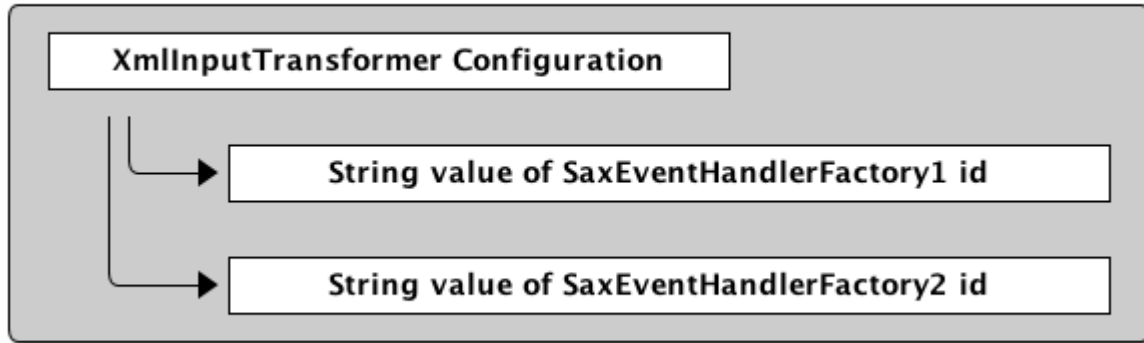 XmlInputTransformer Configuration
String value of SaxEventHandlerFactory1 id
String value of SaxEventHandlerFactory2 id